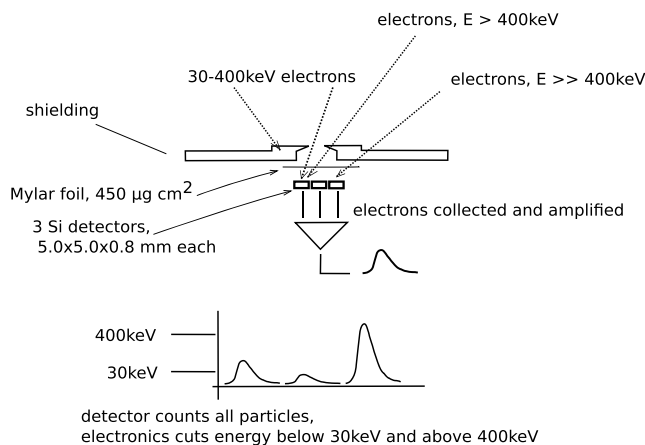 electrons, E > 400keV
30-400keV electrons
electrons, E >> 400keV
shielding
Mylar foil, 450 µg cm2
3 Si detectors,
5.0x5.0x0.8 mm each
electrons collected and amplified
400keV
30keV
detector counts all particles,
electronics cuts energy below 30keV and above 400keV